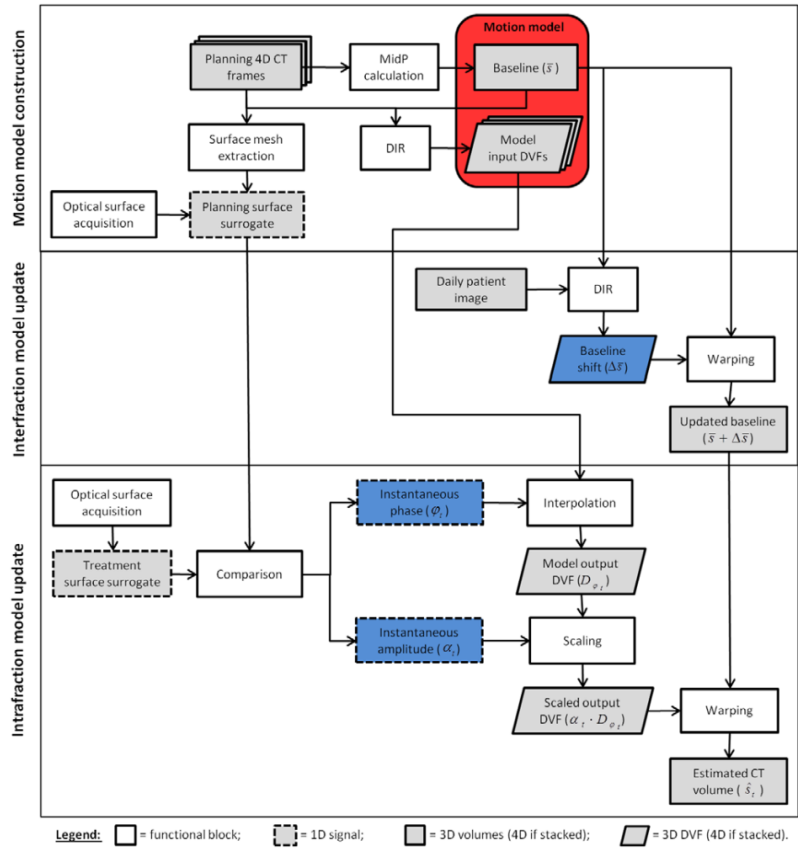 Motion model construction
Motion model
Planning 4D CT
frames
MidP
calculation
Baseline (s̄)
Surface mesh
extraction
DIR
Model
input DVFs
Optical surface
acquisition
Planning surface
surrogate
Interfraction model update
Daily patient
image
DIR
Baseline
shift (Δs̄)
Warping
Updated baseline
(s̄ + Δs̄)
Intrafraction model update
Optical surface
acquisition
Instantaneous
phase (φₜ)
Interpolation
Treatment
surface surrogate
Comparison
Model output
DVF (D_φₜ)
Instantaneous
amplitude (αₜ)
Scaling
Scaled output
DVF (αₜ · D_φₜ)
Warping
Estimated CT
volume (ŝₜ)
Legend: = functional block; = 1D signal; = 3D volumes (4D if stacked); = 3D DVF (4D if stacked).